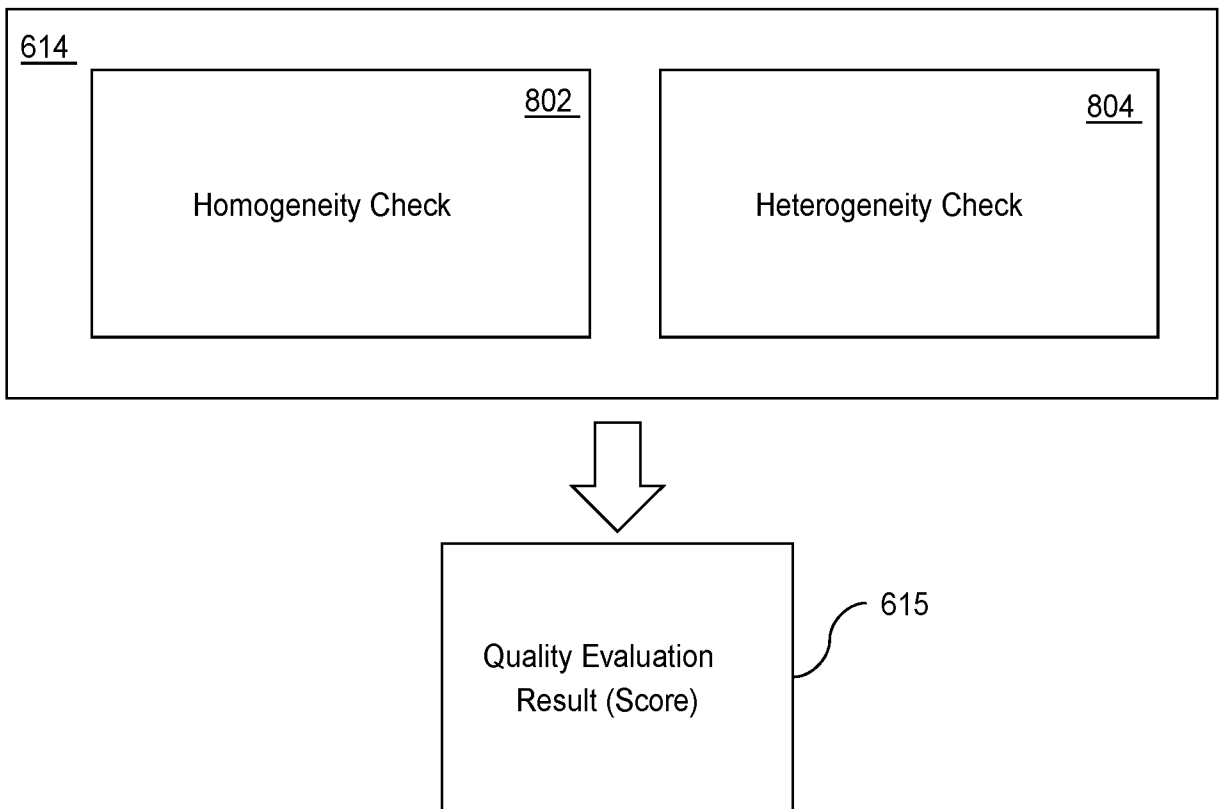 614
802
804
Homogeneity Check
Heterogeneity Check
615
Quality Evaluation
Result (Score)